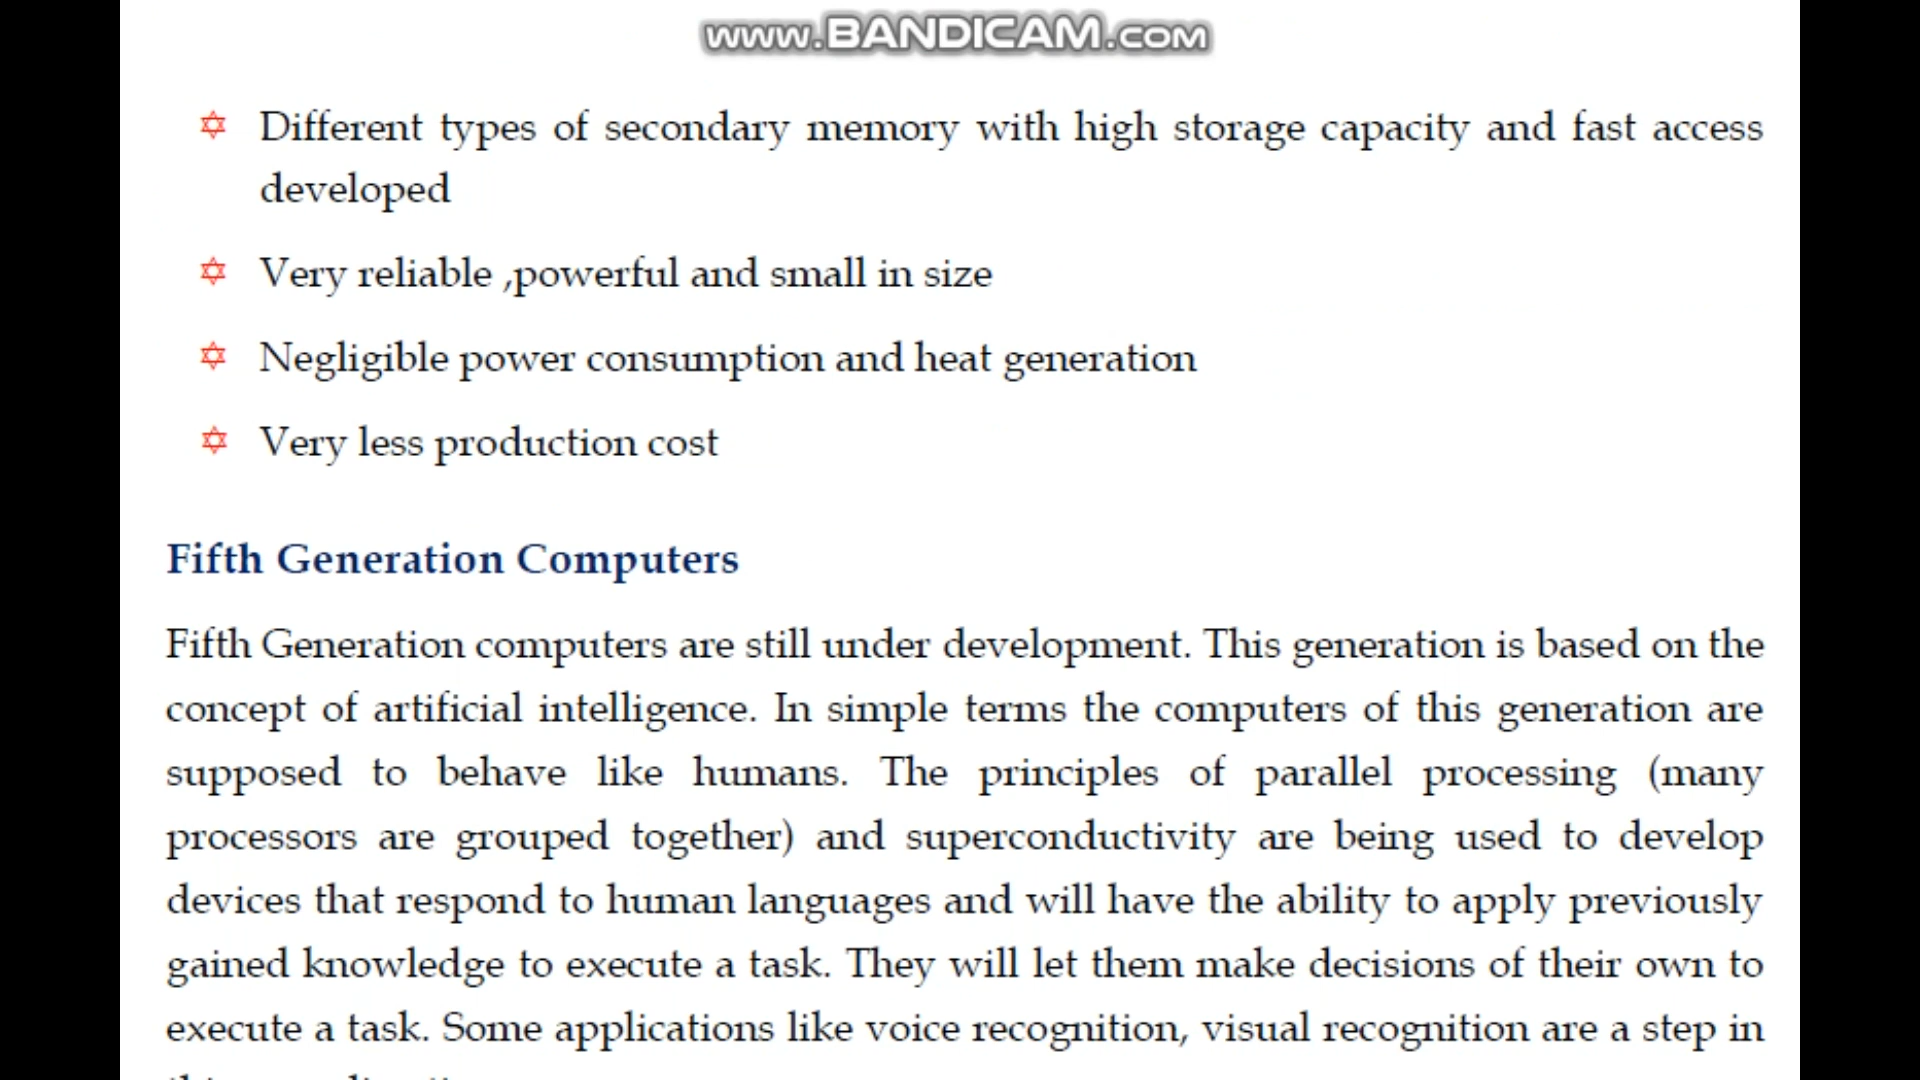 www.BANDICAM.com
Different types of secondary memory with high storage capacity and fast access
developed
Very reliable ,powerful and small in size
Negligible power consumption and heat generation
Very less production cost
Fifth Generation Computers
Fifth Generation computers are still under development. This generation is based on the
concept of artificial intelligence. In simple terms the computers of this generation are
supposed to behave like humans. The principles of parallel processing (many
processors are grouped together) and superconductivity are being used to develop
devices that respond to human languages and will have the ability to apply previously
gained knowledge to execute a task. They will let them make decisions of their own to
execute a task. Some applications like voice recognition, visual recognition are a step in